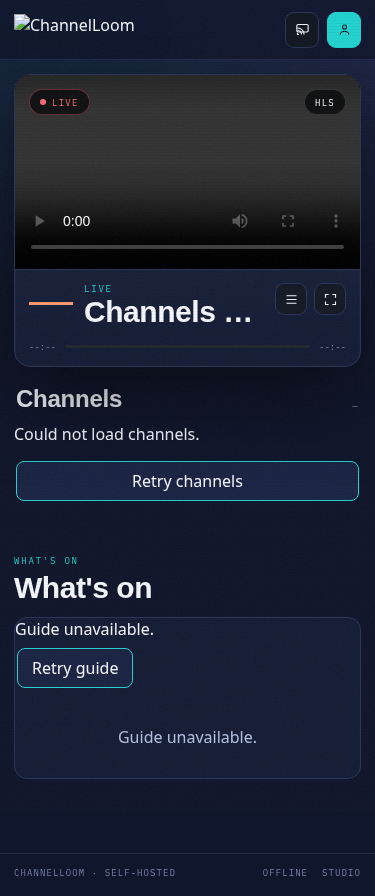 ChannelLoom
LIVE
HLS
0:00
LIVE
Channels ...
--:--
--:--
Channels
–
Could not load channels.
Retry channels
WHAT'S ON
What's on
Guide unavailable.
Retry guide
Guide unavailable.
CHANNELLOOM · SELF-HOSTED
OFFLINE STUDIO